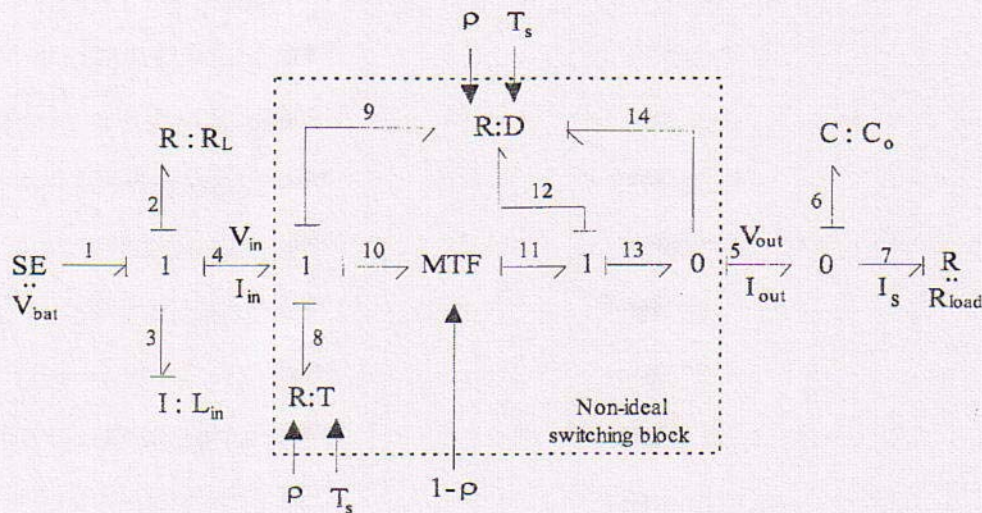 ρ T_s
9
R:D
14
R : R_L
12
C : C_o
2
6
V_in
V_out
1
4
10
11
13
5
7
SE
1
1
MTF
1
0
0
R
V_bat
I_in
I_out
I_s
R_load
3
8
I : L_in
R:T
Non-ideal
switching block
ρ T_s
1-ρ